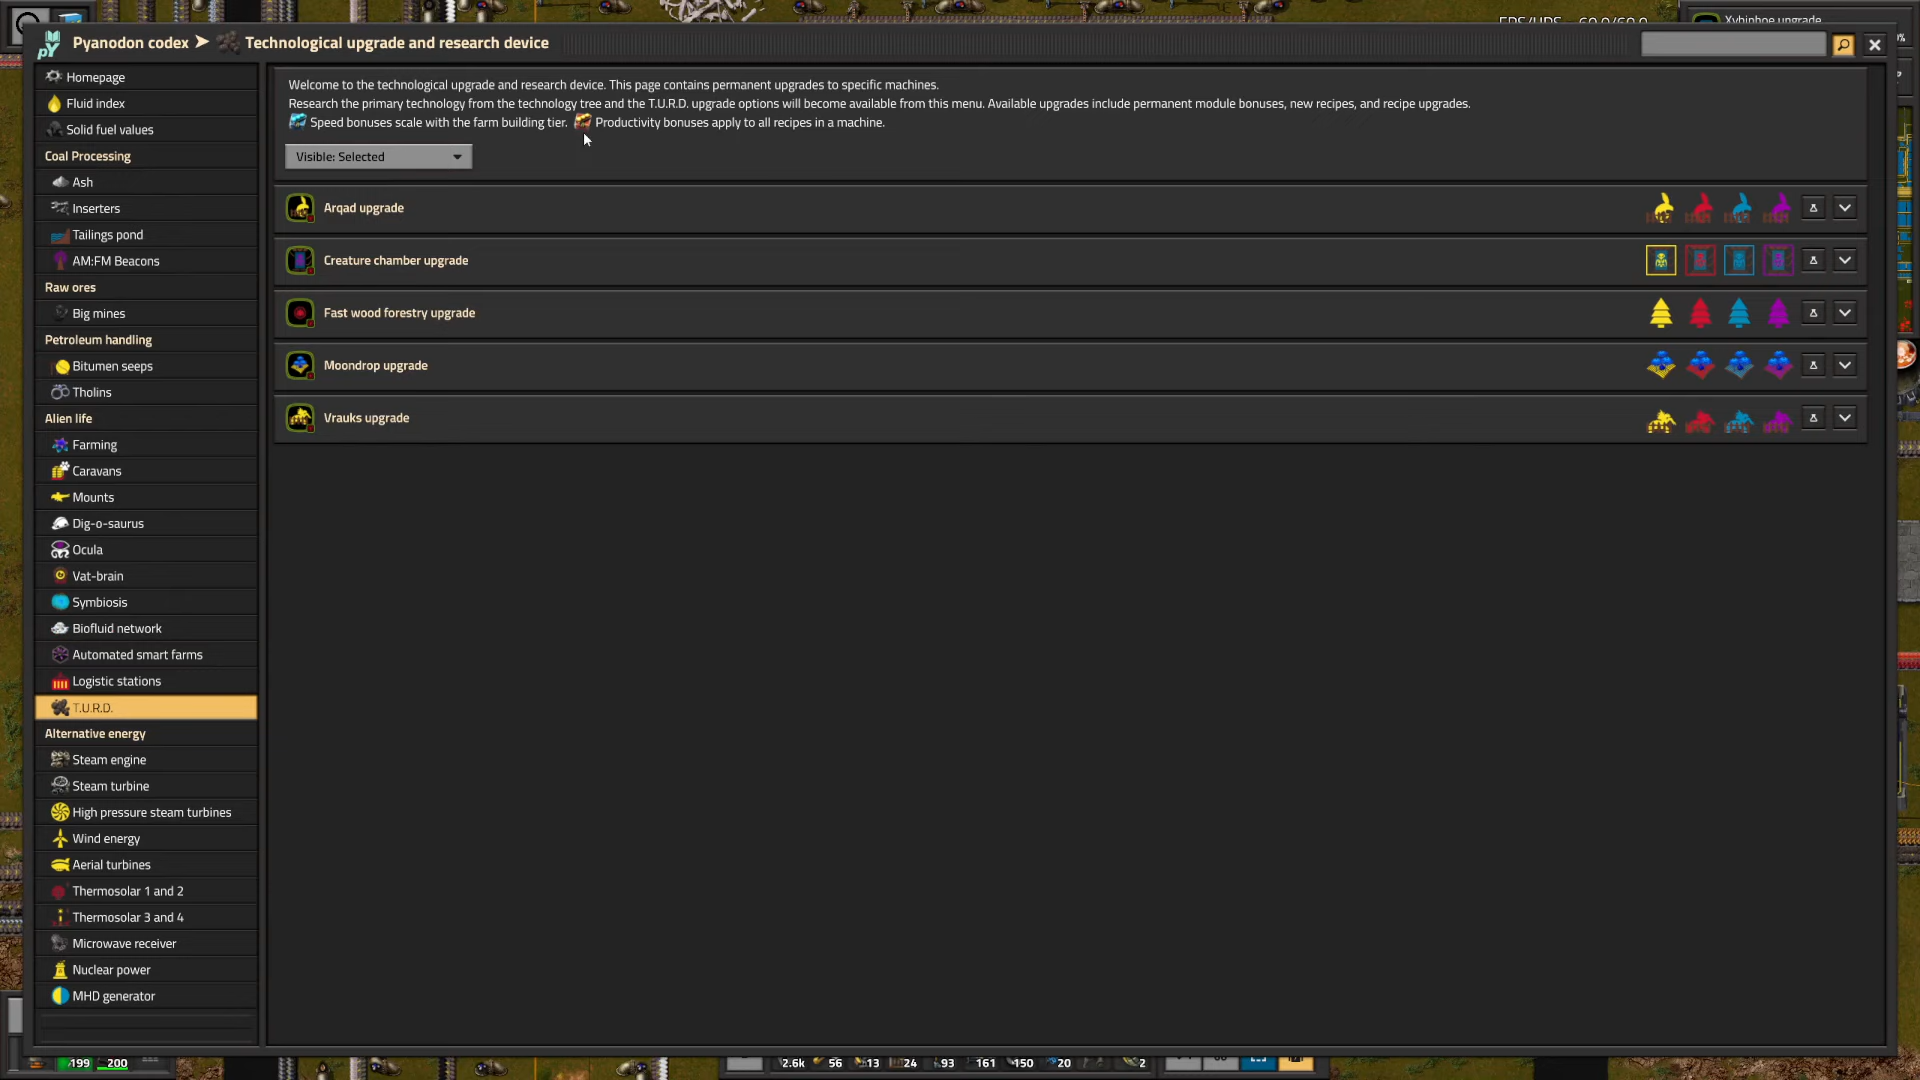 EPS/UPS = 60.0/60.0
Xyhiphoe upgrade
Pyanodon codex ➤ Technological upgrade and research device
Homepage
Fluid index
Solid fuel values
Coal Processing
Ash
Inserters
Tailings pond
AM:FM Beacons
Raw ores
Big mines
Petroleum handling
Bitumen seeps
Tholins
Alien life
Farming
Caravans
Mounts
Dig-o-saurus
Ocula
Vat-brain
Symbiosis
Biofluid network
Automated smart farms
Logistic stations
T.U.R.D.
Alternative energy
Steam engine
Steam turbine
High pressure steam turbines
Wind energy
Aerial turbines
Thermosolar 1 and 2
Thermosolar 3 and 4
Microwave receiver
Nuclear power
MHD generator
Welcome to the technological upgrade and research device. This page contains permanent upgrades to specific machines.
Research the primary technology from the technology tree and the T.U.R.D. upgrade options will become available from this menu. Available upgrades include permanent module bonuses, new recipes, and recipe upgrades.
Speed bonuses scale with the farm building tier. Productivity bonuses apply to all recipes in a machine.
Visible: Selected
Arqad upgrade
Creature chamber upgrade
Fast wood forestry upgrade
Moondrop upgrade
Vrauks upgrade
199 200
2.6k 56 13 24 93 161 150 20 2